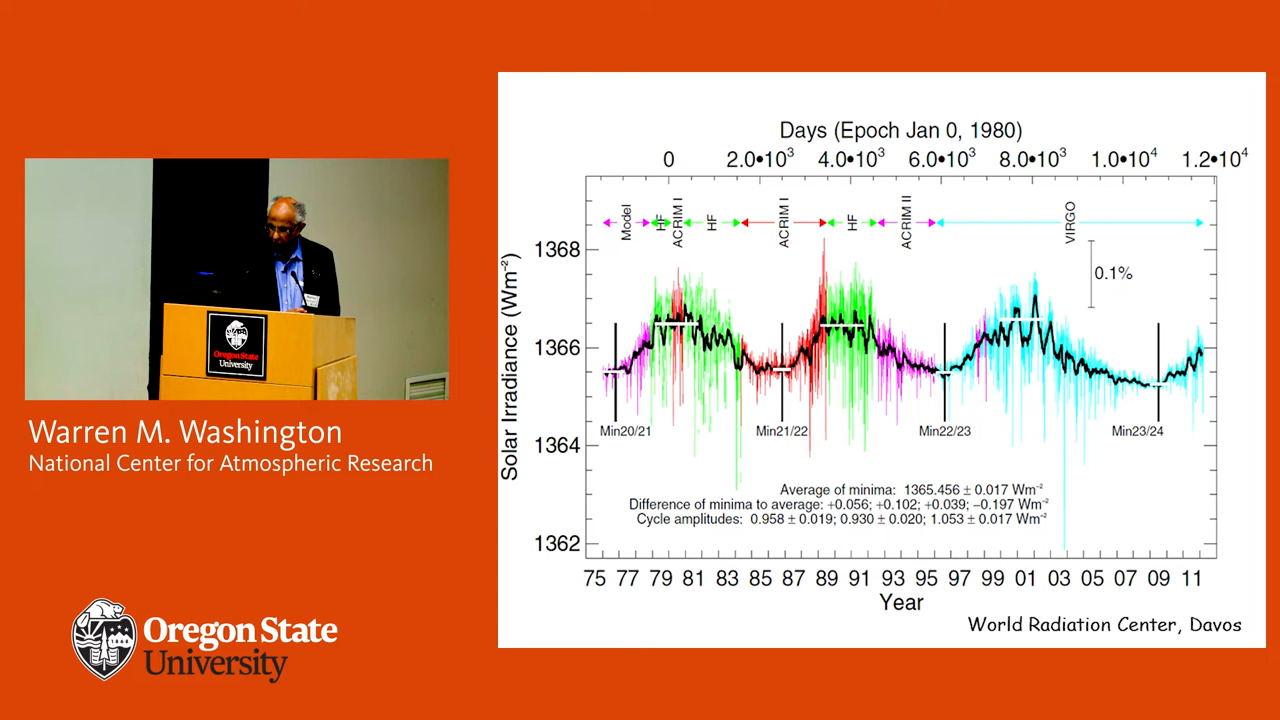 Days (Epoch Jan 0, 1980)
0 2.0•10³ 4.0•10³ 6.0•10³ 8.0•10³ 1.0•10⁴ 1.2•10⁴
Model HF ACRIM I HF ACRIM I HF ACRIM II VIRGO
0.1%
Solar Irradiance (Wm⁻²)
1368
1366
1364
1362
Min20/21 Min21/22 Min22/23 Min23/24
Average of minima: 1365.456 ± 0.017 Wm⁻²
Difference of minima to average: +0.056; +0.102; +0.039; −0.197 Wm⁻²
Cycle amplitudes: 0.958 ± 0.019; 0.930 ± 0.020; 1.053 ± 0.017 Wm⁻²
75 77 79 81 83 85 87 89 91 93 95 97 99 01 03 05 07 09 11
Year
World Radiation Center, Davos
Oregon State
University
Warren M. Washington
National Center for Atmospheric Research
Oregon State
University